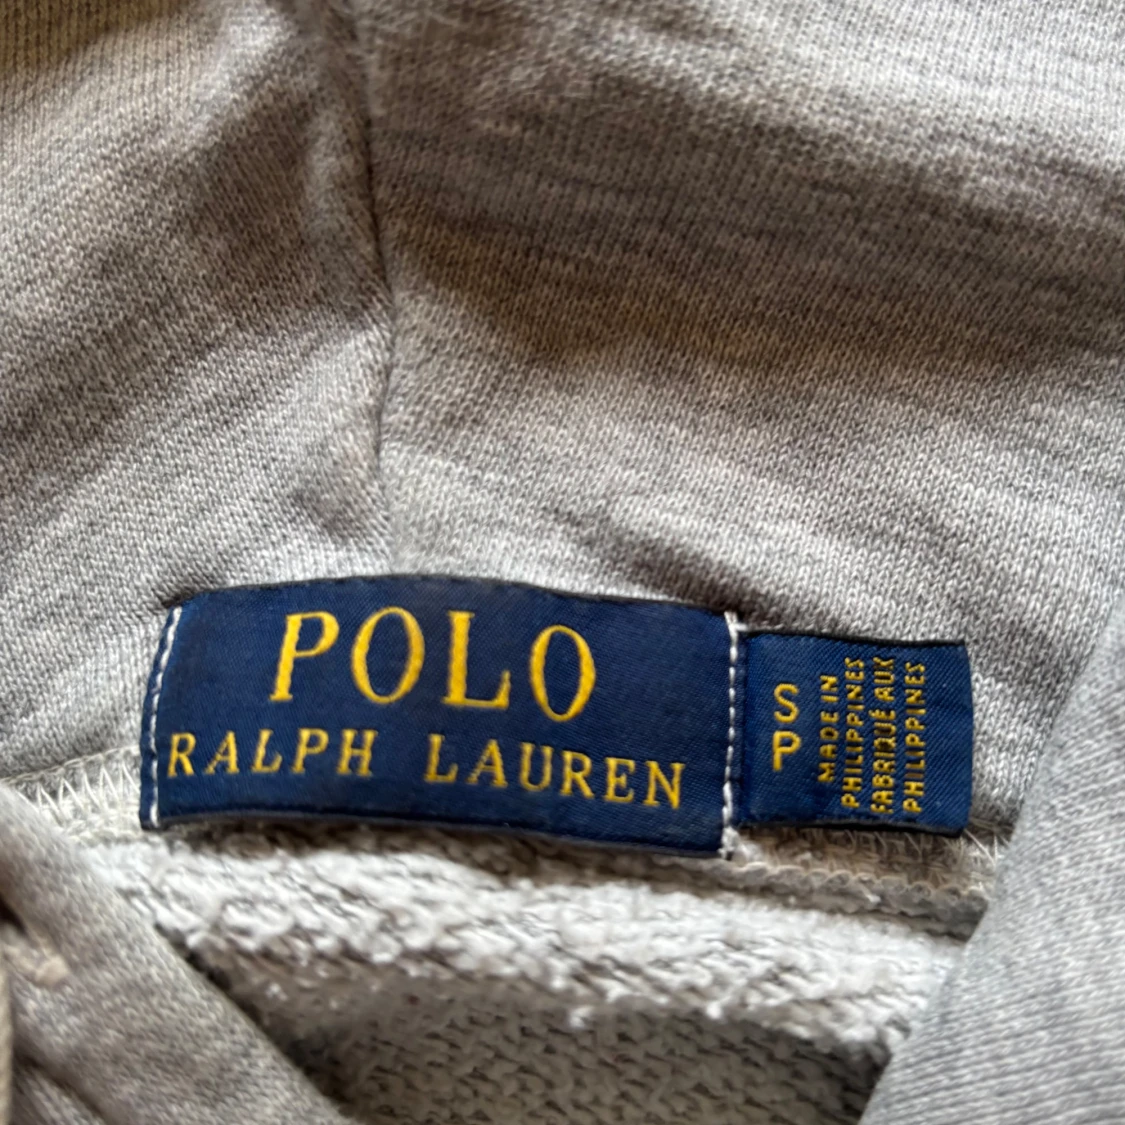 POLO
RALPH LAUREN
S
P
MADE IN
PHILIPPINES
FABRIQUÉ AUX
PHILIPPINES